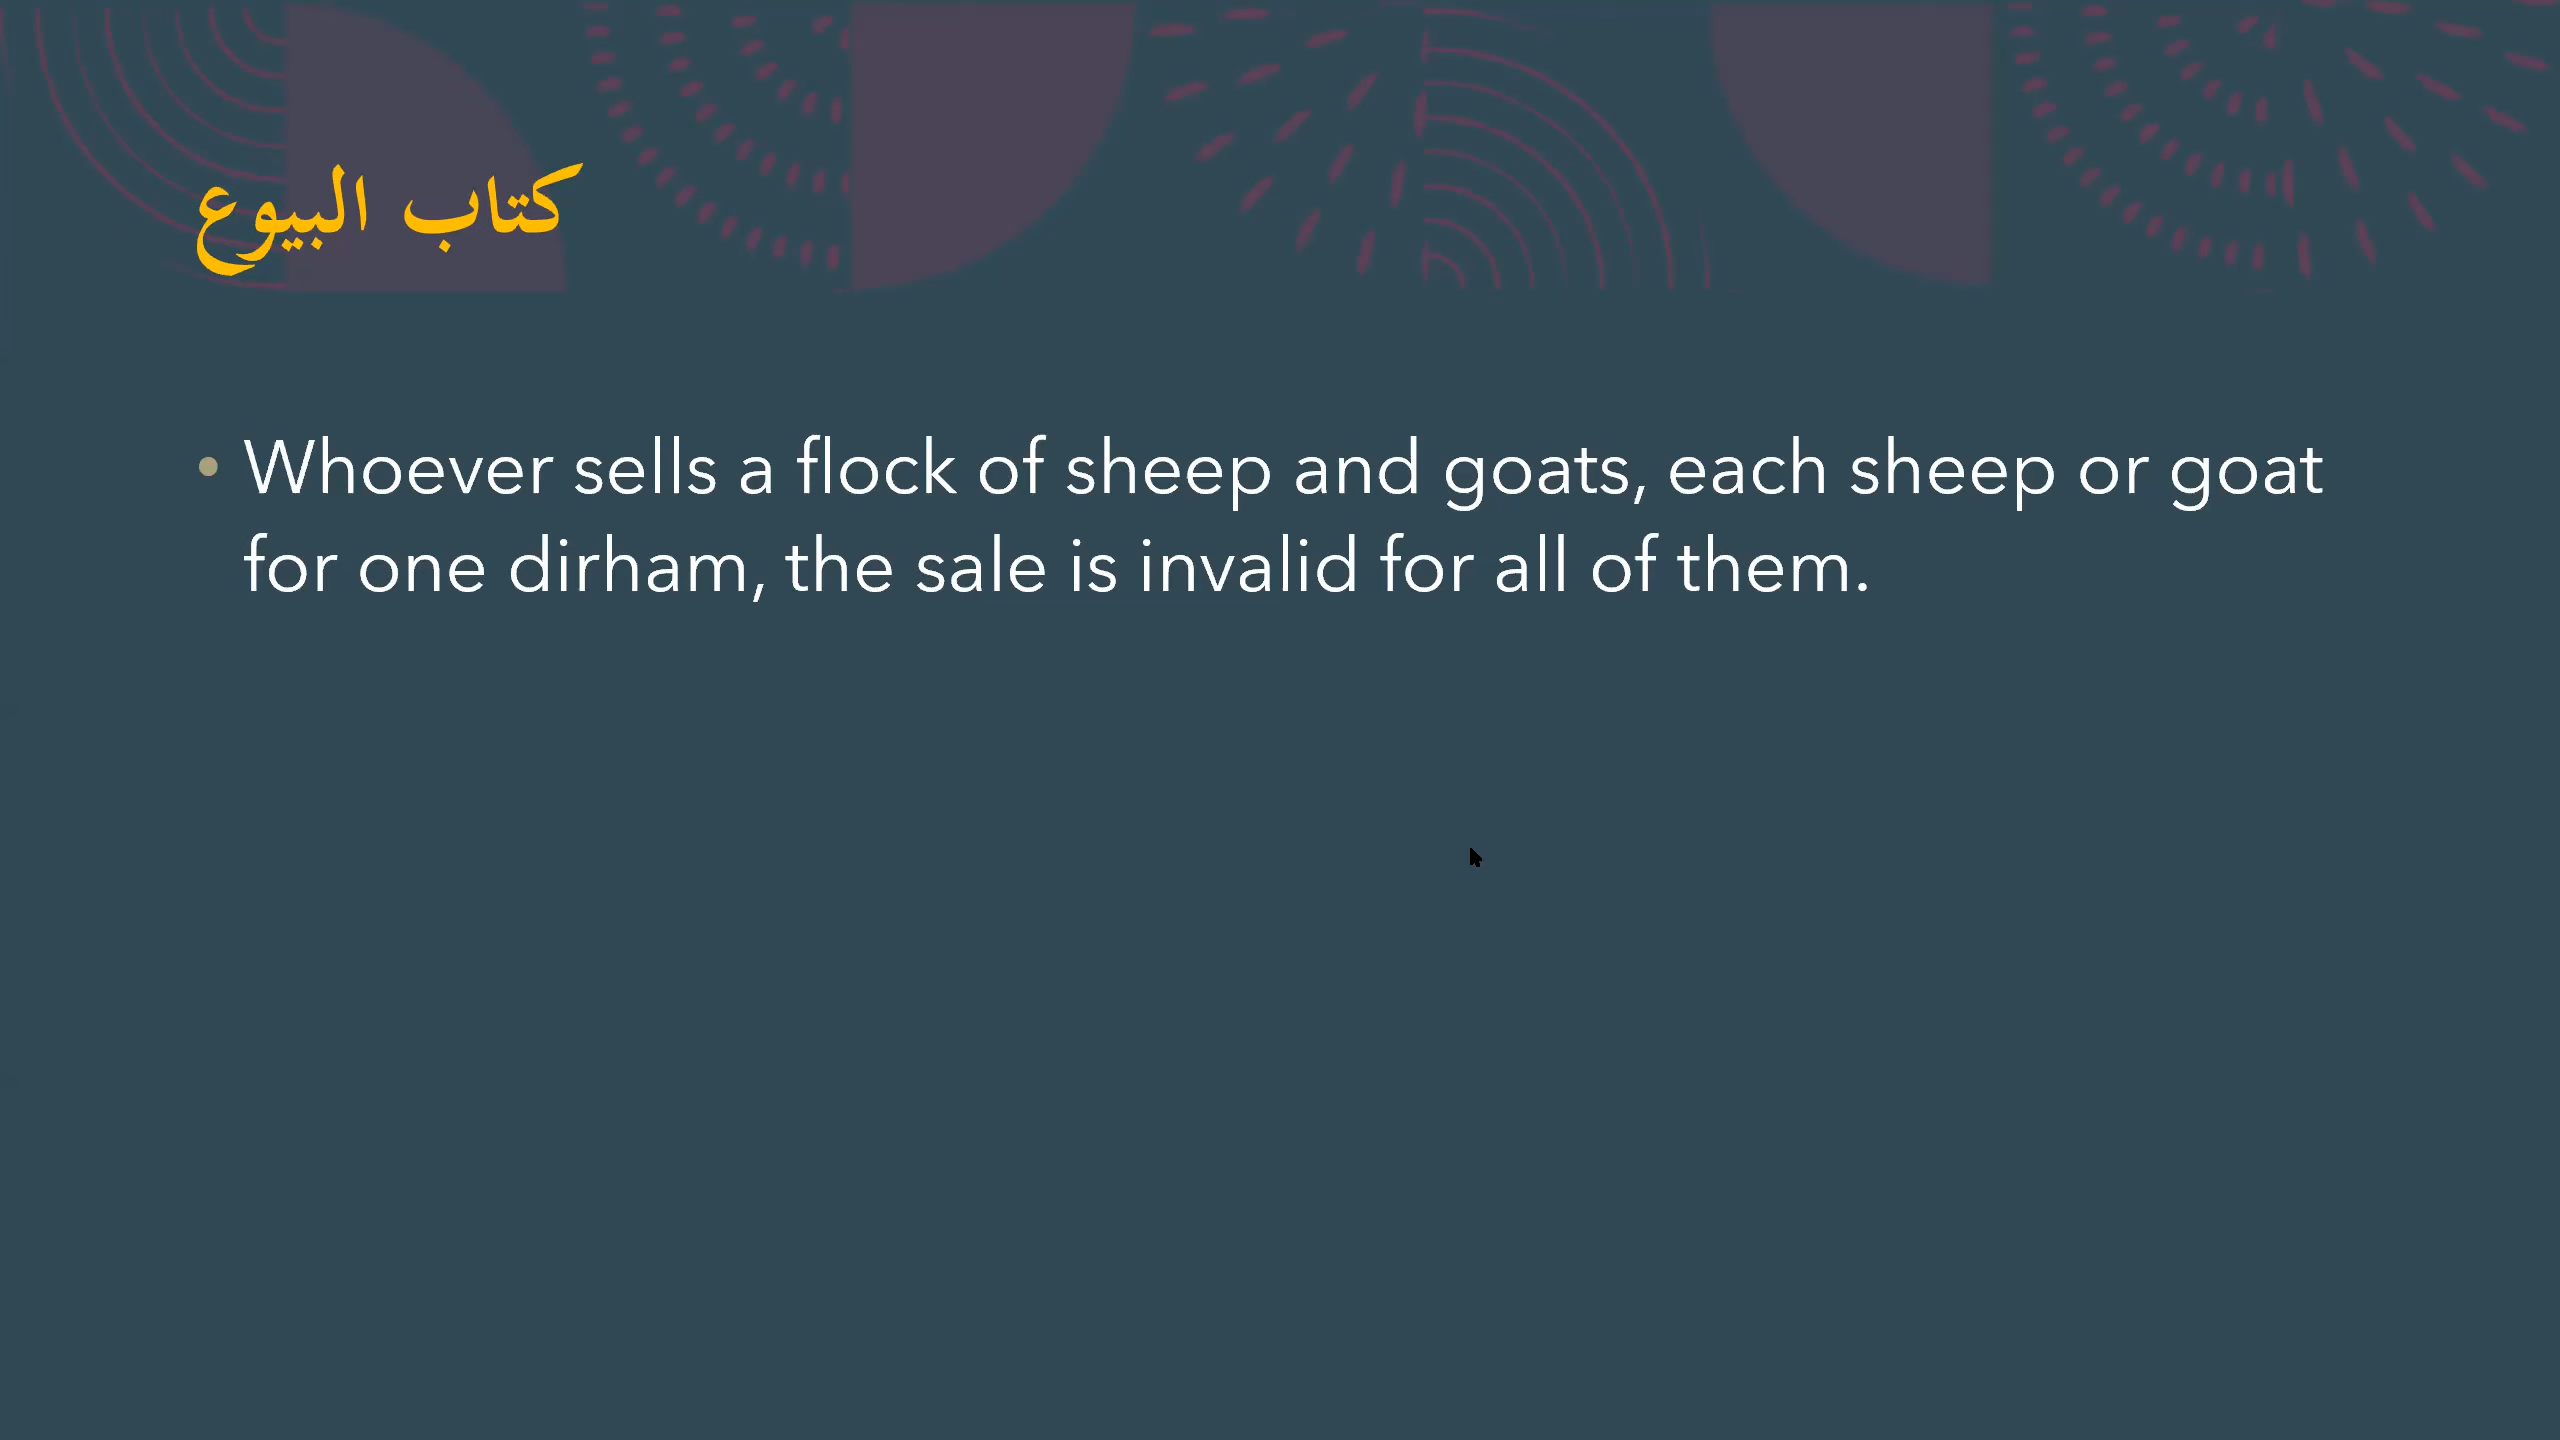 كتاب البيوع
• Whoever sells a flock of sheep and goats, each sheep or goat
for one dirham, the sale is invalid for all of them.